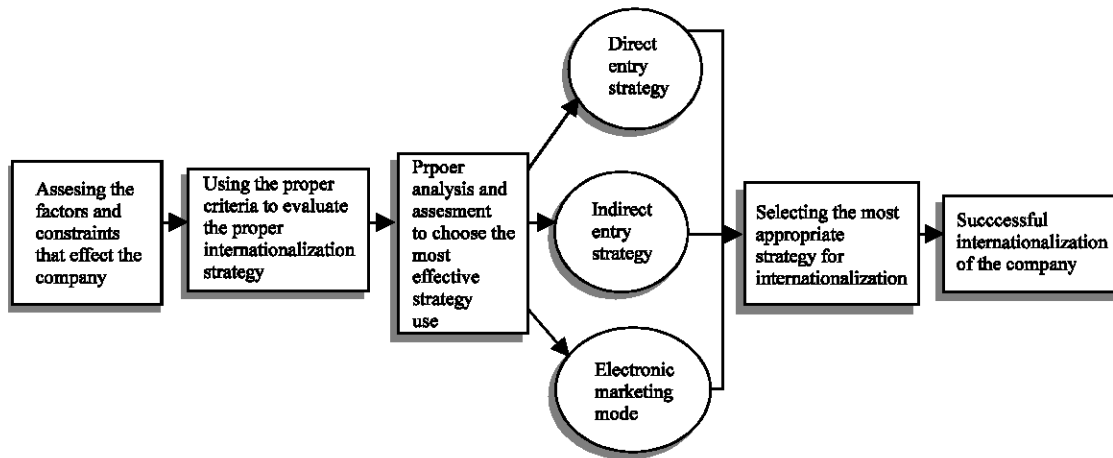 Assesing the
factors and
constraints
that effect the
company
Using the proper
criteria to evaluate
the proper
internationalization
strategy
Prpoer
analysis and
assesment
to choose the
most
effective
strategy
use
Direct
entry
strategy
Indirect
entry
strategy
Electronic
marketing
mode
Selecting the most
appropriate
strategy for
internationalization
Succcessful
internationalization
of the company